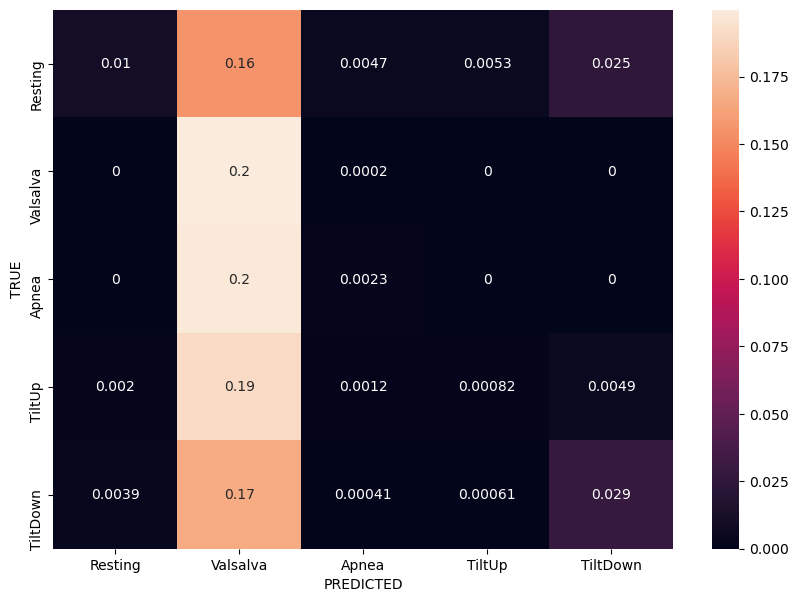 Resting 0.01 0.16 0.0047 0.0053 0.025
Valsalva 0 0.2 0.0002 0 0
Apnea 0 0.2 0.0023 0 0
TiltUp 0.002 0.19 0.0012 0.00082 0.0049
TiltDown 0.0039 0.17 0.00041 0.00061 0.029
TRUE
Resting Valsalva Apnea TiltUp TiltDown
PREDICTED
0.175
0.150
0.125
0.100
0.075
0.050
0.025
0.000